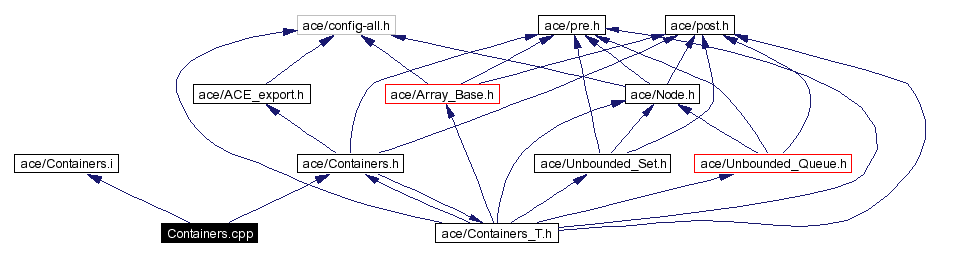 ace/config-all.h
ace/pre.h
ace/post.h
ace/ACE_export.h
ace/Array_Base.h
ace/Node.h
ace/Containers.i
ace/Containers.h
ace/Unbounded_Set.h
ace/Unbounded_Queue.h
Containers.cpp
ace/Containers_T.h